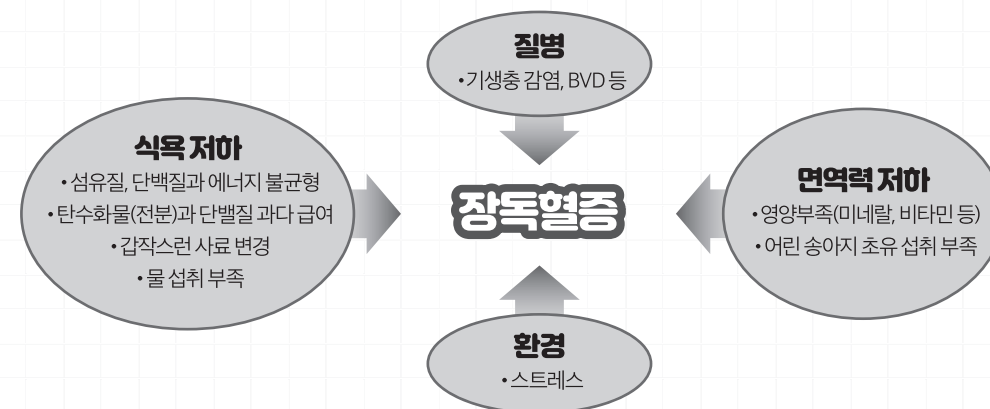 질병
•기생충 감염, BVD 등
식욕 저하
•섬유질, 단백질과 에너지 불균형
•탄수화물(전분)과 단밸질 과다 급여
•갑작스런 사료 변경
•물 섭취 부족
장독혈증
면역력 저하
•영양부족(미네랄, 비타민 등)
•어린 송아지 초유 섭취 부족
환경
•스트레스